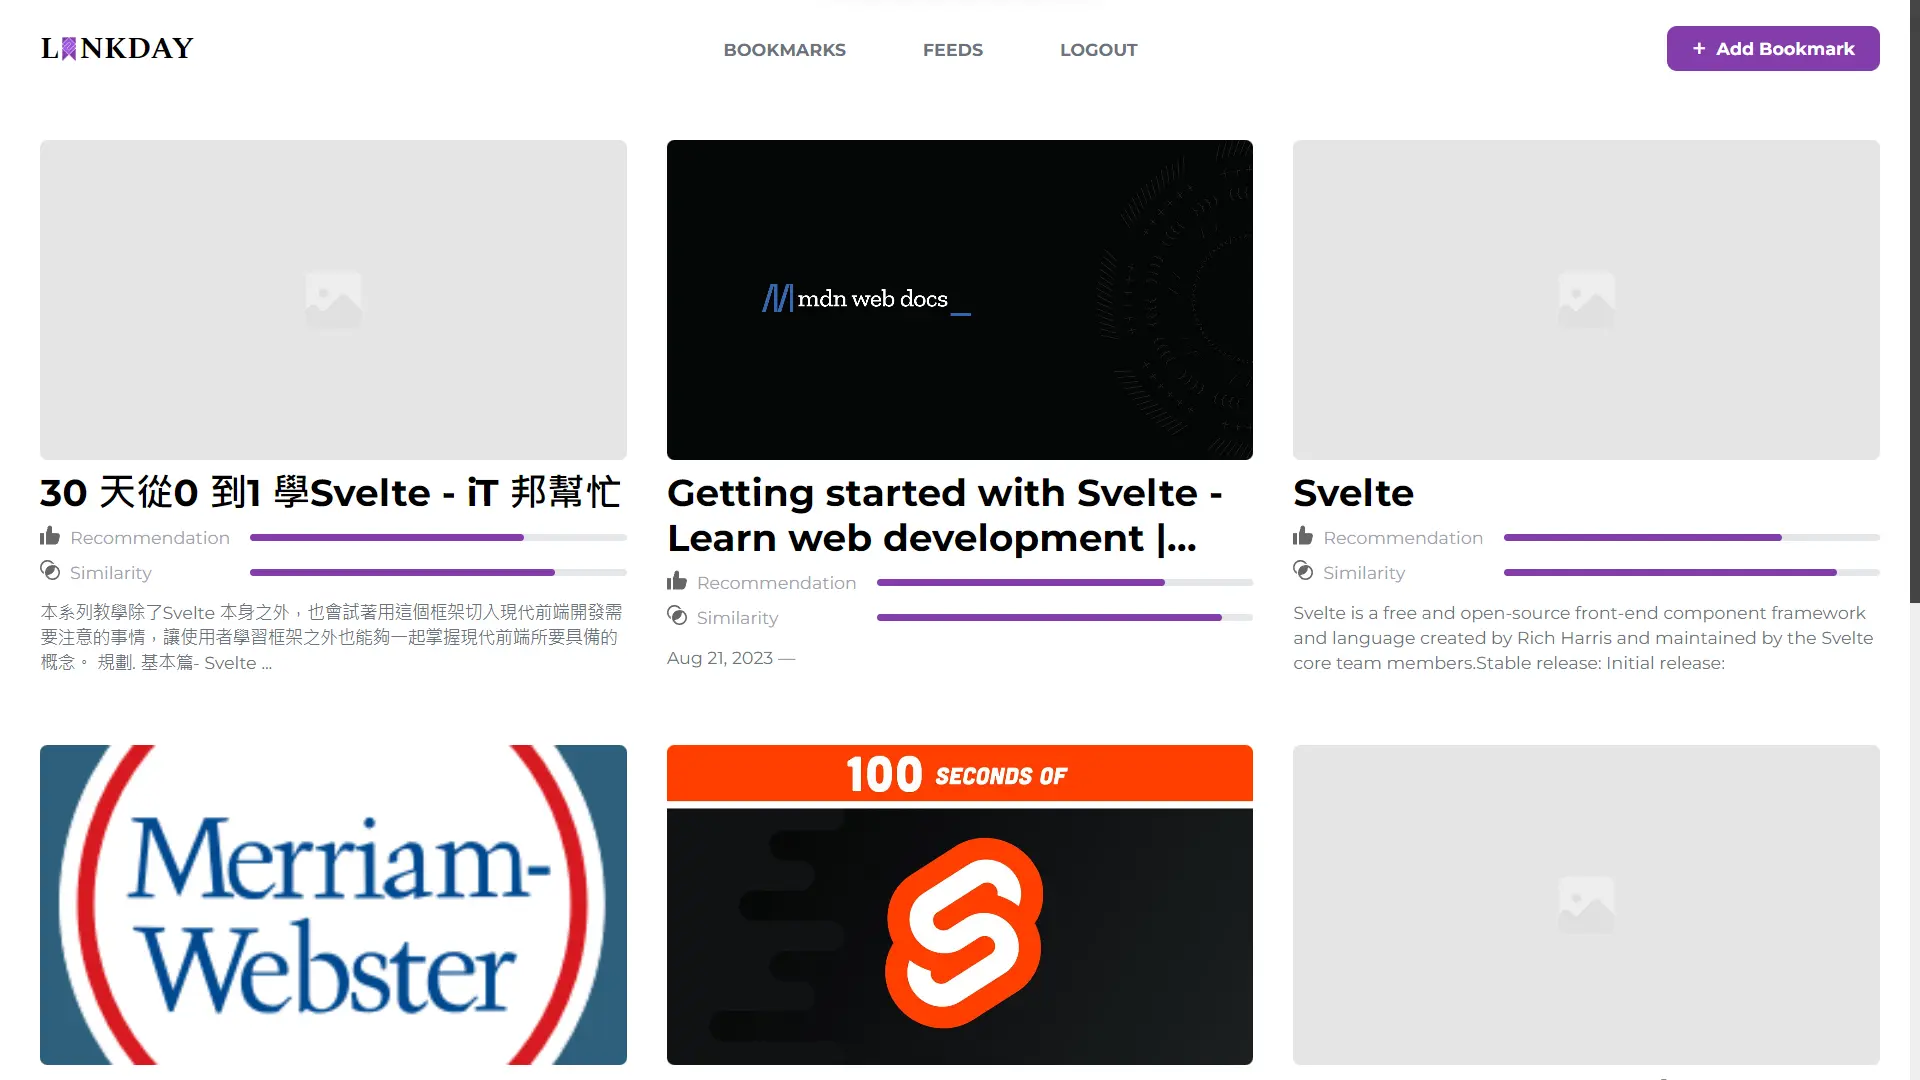 LINKDAY
BOOKMARKS
FEEDS
LOGOUT
+ Add Bookmark
mdn web docs_
30 天從0 到1 學Svelte - iT 邦幫忙
Recommendation
Similarity
本系列教學除了Svelte 本身之外，也會試著用這個框架切入現代前端開發需
要注意的事情，讓使用者學習框架之外也能夠一起掌握現代前端所要具備的
概念。 規劃. 基本篇- Svelte ...
Getting started with Svelte -
Learn web development |...
Recommendation
Similarity
Aug 21, 2023 —
Svelte
Recommendation
Similarity
Svelte is a free and open-source front-end component framework
and language created by Rich Harris and maintained by the Svelte
core team members.Stable release: Initial release:
Merriam-
Webster
100 SECONDS OF